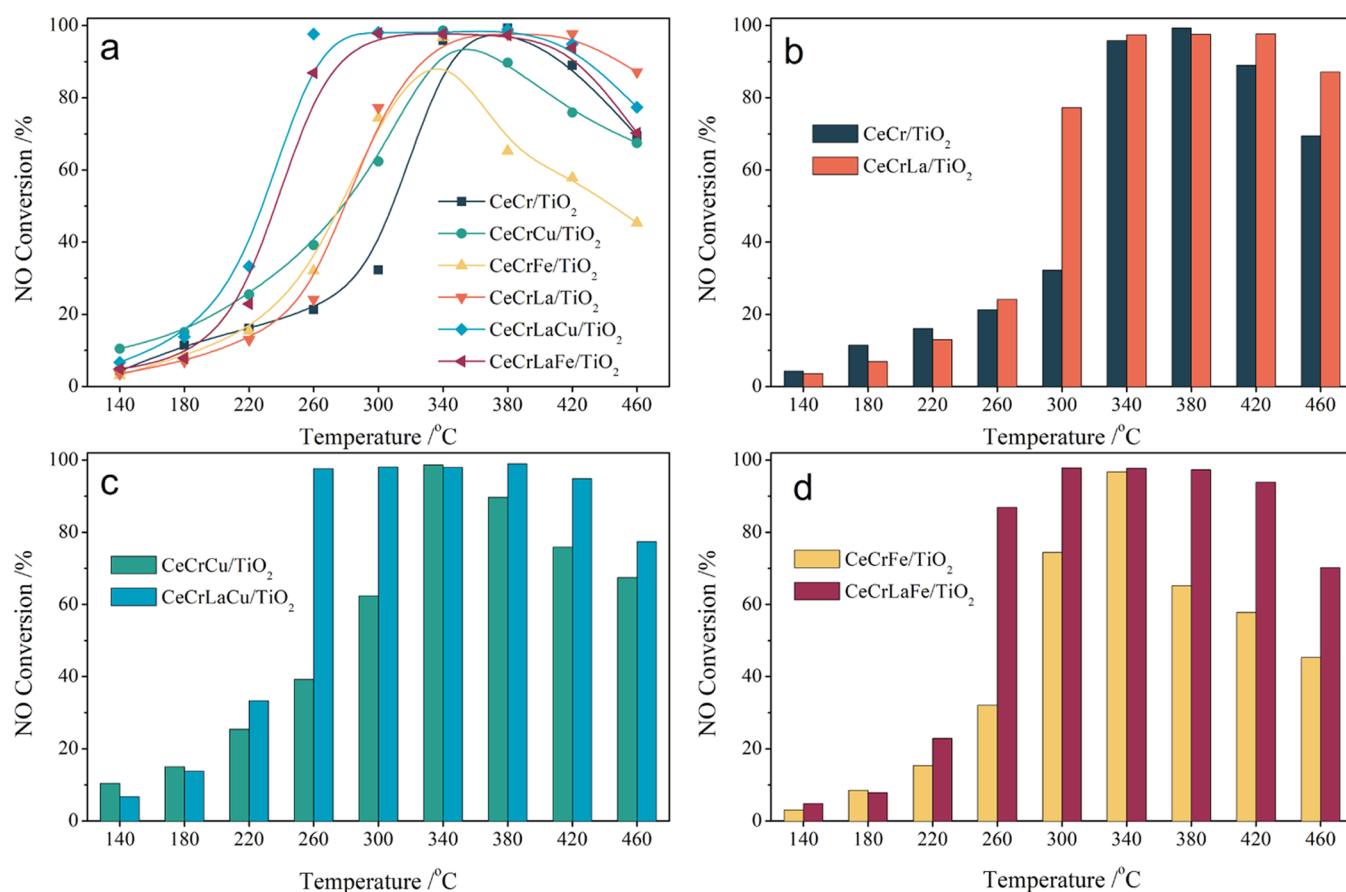 a
NO Conversion /%
100
80
60
40
20
0
CeCr/TiO₂
CeCrCu/TiO₂
CeCrFe/TiO₂
CeCrLa/TiO₂
CeCrLaCu/TiO₂
CeCrLaFe/TiO₂
140 180 220 260 300 340 380 420 460
Temperature /°C
b
NO Conversion /%
100
80
60
40
20
0
CeCr/TiO₂
CeCrLa/TiO₂
140 180 220 260 300 340 380 420 460
Temperature /°C
c
NO Conversion /%
100
80
60
40
20
0
CeCrCu/TiO₂
CeCrLaCu/TiO₂
140 180 220 260 300 340 380 420 460
Temperature /°C
d
NO Conversion /%
100
80
60
40
20
0
CeCrFe/TiO₂
CeCrLaFe/TiO₂
140 180 220 260 300 340 380 420 460
Temperature /°C